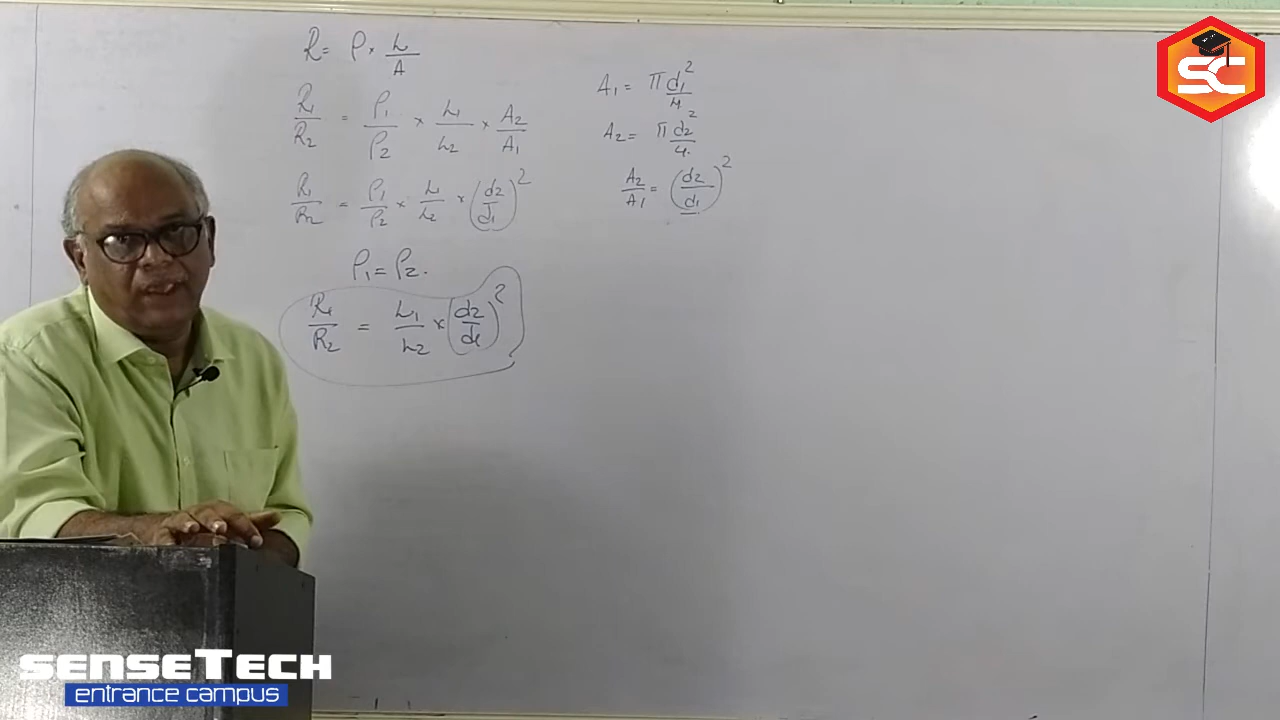 R = ρ × L/A
R1/R2 = ρ1/ρ2 × L1/L2 × A2/A1
R1/R2 = ρ1/ρ2 × L1/L2 × (d2/d1)²
ρ1 = ρ2.
R1/R2 = L1/L2 × (d2/d1)²
A1 = πd1²/4
A2 = πd2²/4.
A2/A1 = (d2/d1)²
SC
senseTech
entrance campus